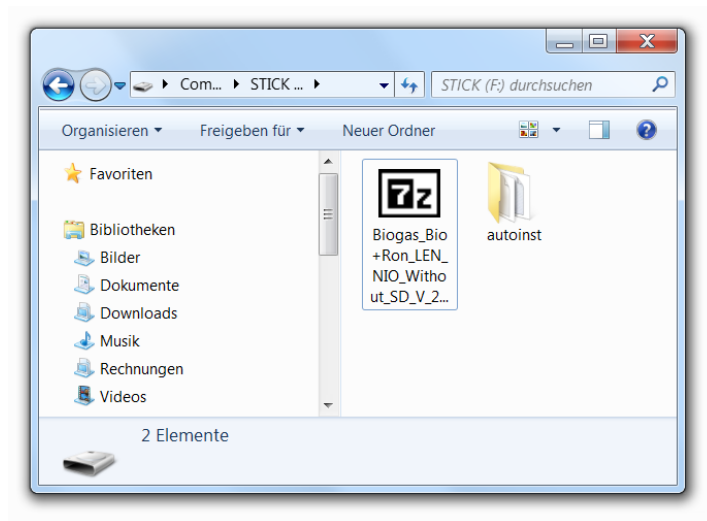 Com... STICK ...
STICK (F:) durchsuchen
Organisieren Freigeben für Neuer Ordner
Favoriten
Bibliotheken
Bilder
Dokumente
Downloads
Musik
Rechnungen
Videos
7z
Biogas_Bio
+Ron_LEN_
NIO_Witho
ut_SD_V_2...
autoinst
2 Elemente